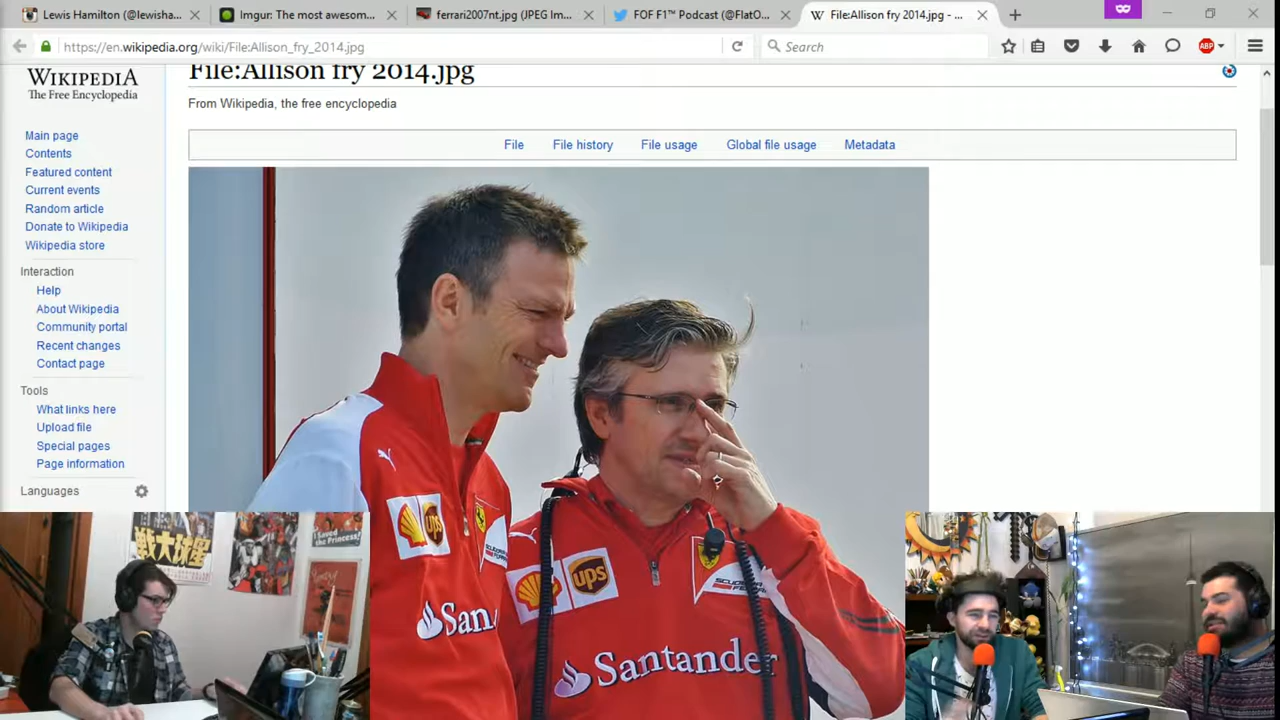 Lewis Hamilton (@lewisha...
Imgur: The most awesom...
ferrari2007nt.jpg (JPEG Im...
FOF F1™ Podcast (@FlatO...
W File:Allison fry 2014.jpg - ...
https://en.wikipedia.org/wiki/File:Allison_fry_2014.jpg
Search
ABP
WIKIPEDIA
The Free Encyclopedia
File:Allison fry 2014.jpg
From Wikipedia, the free encyclopedia
File
File history
File usage
Global file usage
Metadata
Main page
Contents
Featured content
Current events
Random article
Donate to Wikipedia
Wikipedia store
Interaction
Help
About Wikipedia
Community portal
Recent changes
Contact page
Tools
What links here
Upload file
Special pages
Page information
Languages
ups
ups
San
Santander
I Saved
the Princess!